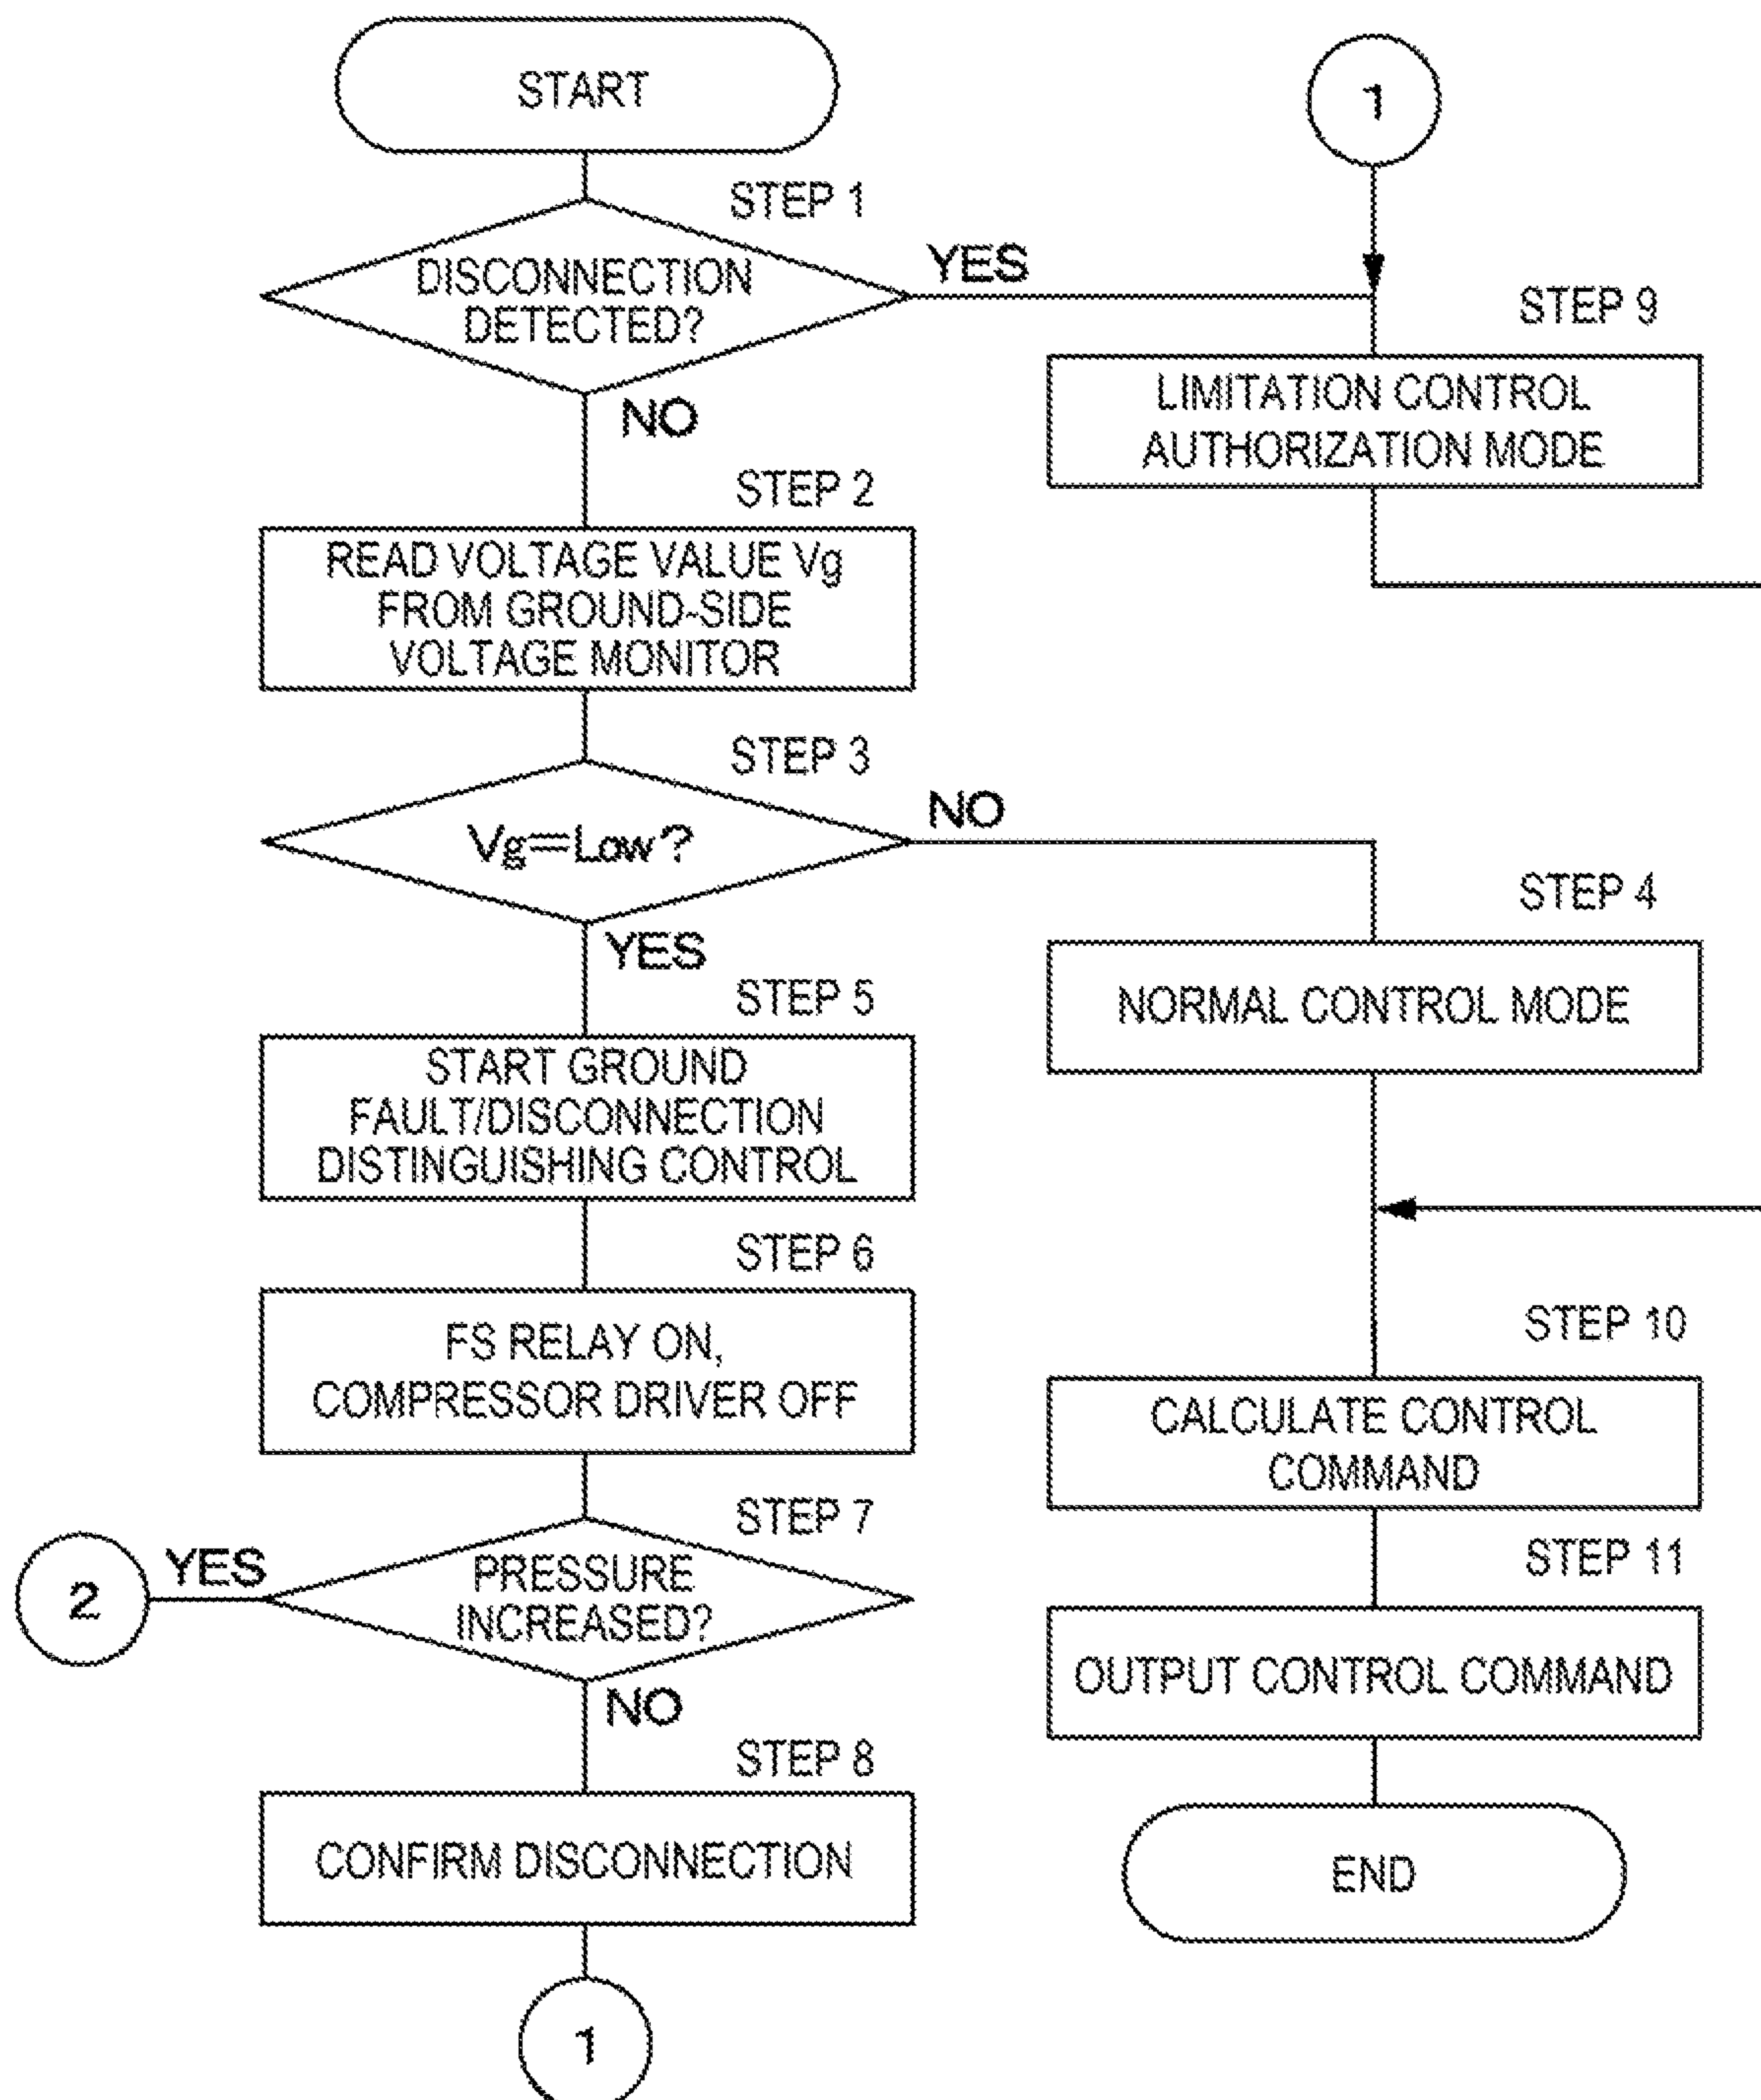 START
STEP 1
DISCONNECTION
DETECTED?
YES
NO
STEP 2
READ VOLTAGE VALUE Vg
FROM GROUND-SIDE
VOLTAGE MONITOR
STEP 3
Vg=Low?
NO
YES
STEP 5
START GROUND
FAULT/DISCONNECTION
DISTINGUISHING CONTROL
STEP 6
FS RELAY ON,
COMPRESSOR DRIVER OFF
STEP 7
PRESSURE
INCREASED?
YES
2
NO
STEP 8
CONFIRM DISCONNECTION
1
1
STEP 9
LIMITATION CONTROL
AUTHORIZATION MODE
STEP 4
NORMAL CONTROL MODE
STEP 10
CALCULATE CONTROL
COMMAND
STEP 11
OUTPUT CONTROL COMMAND
END